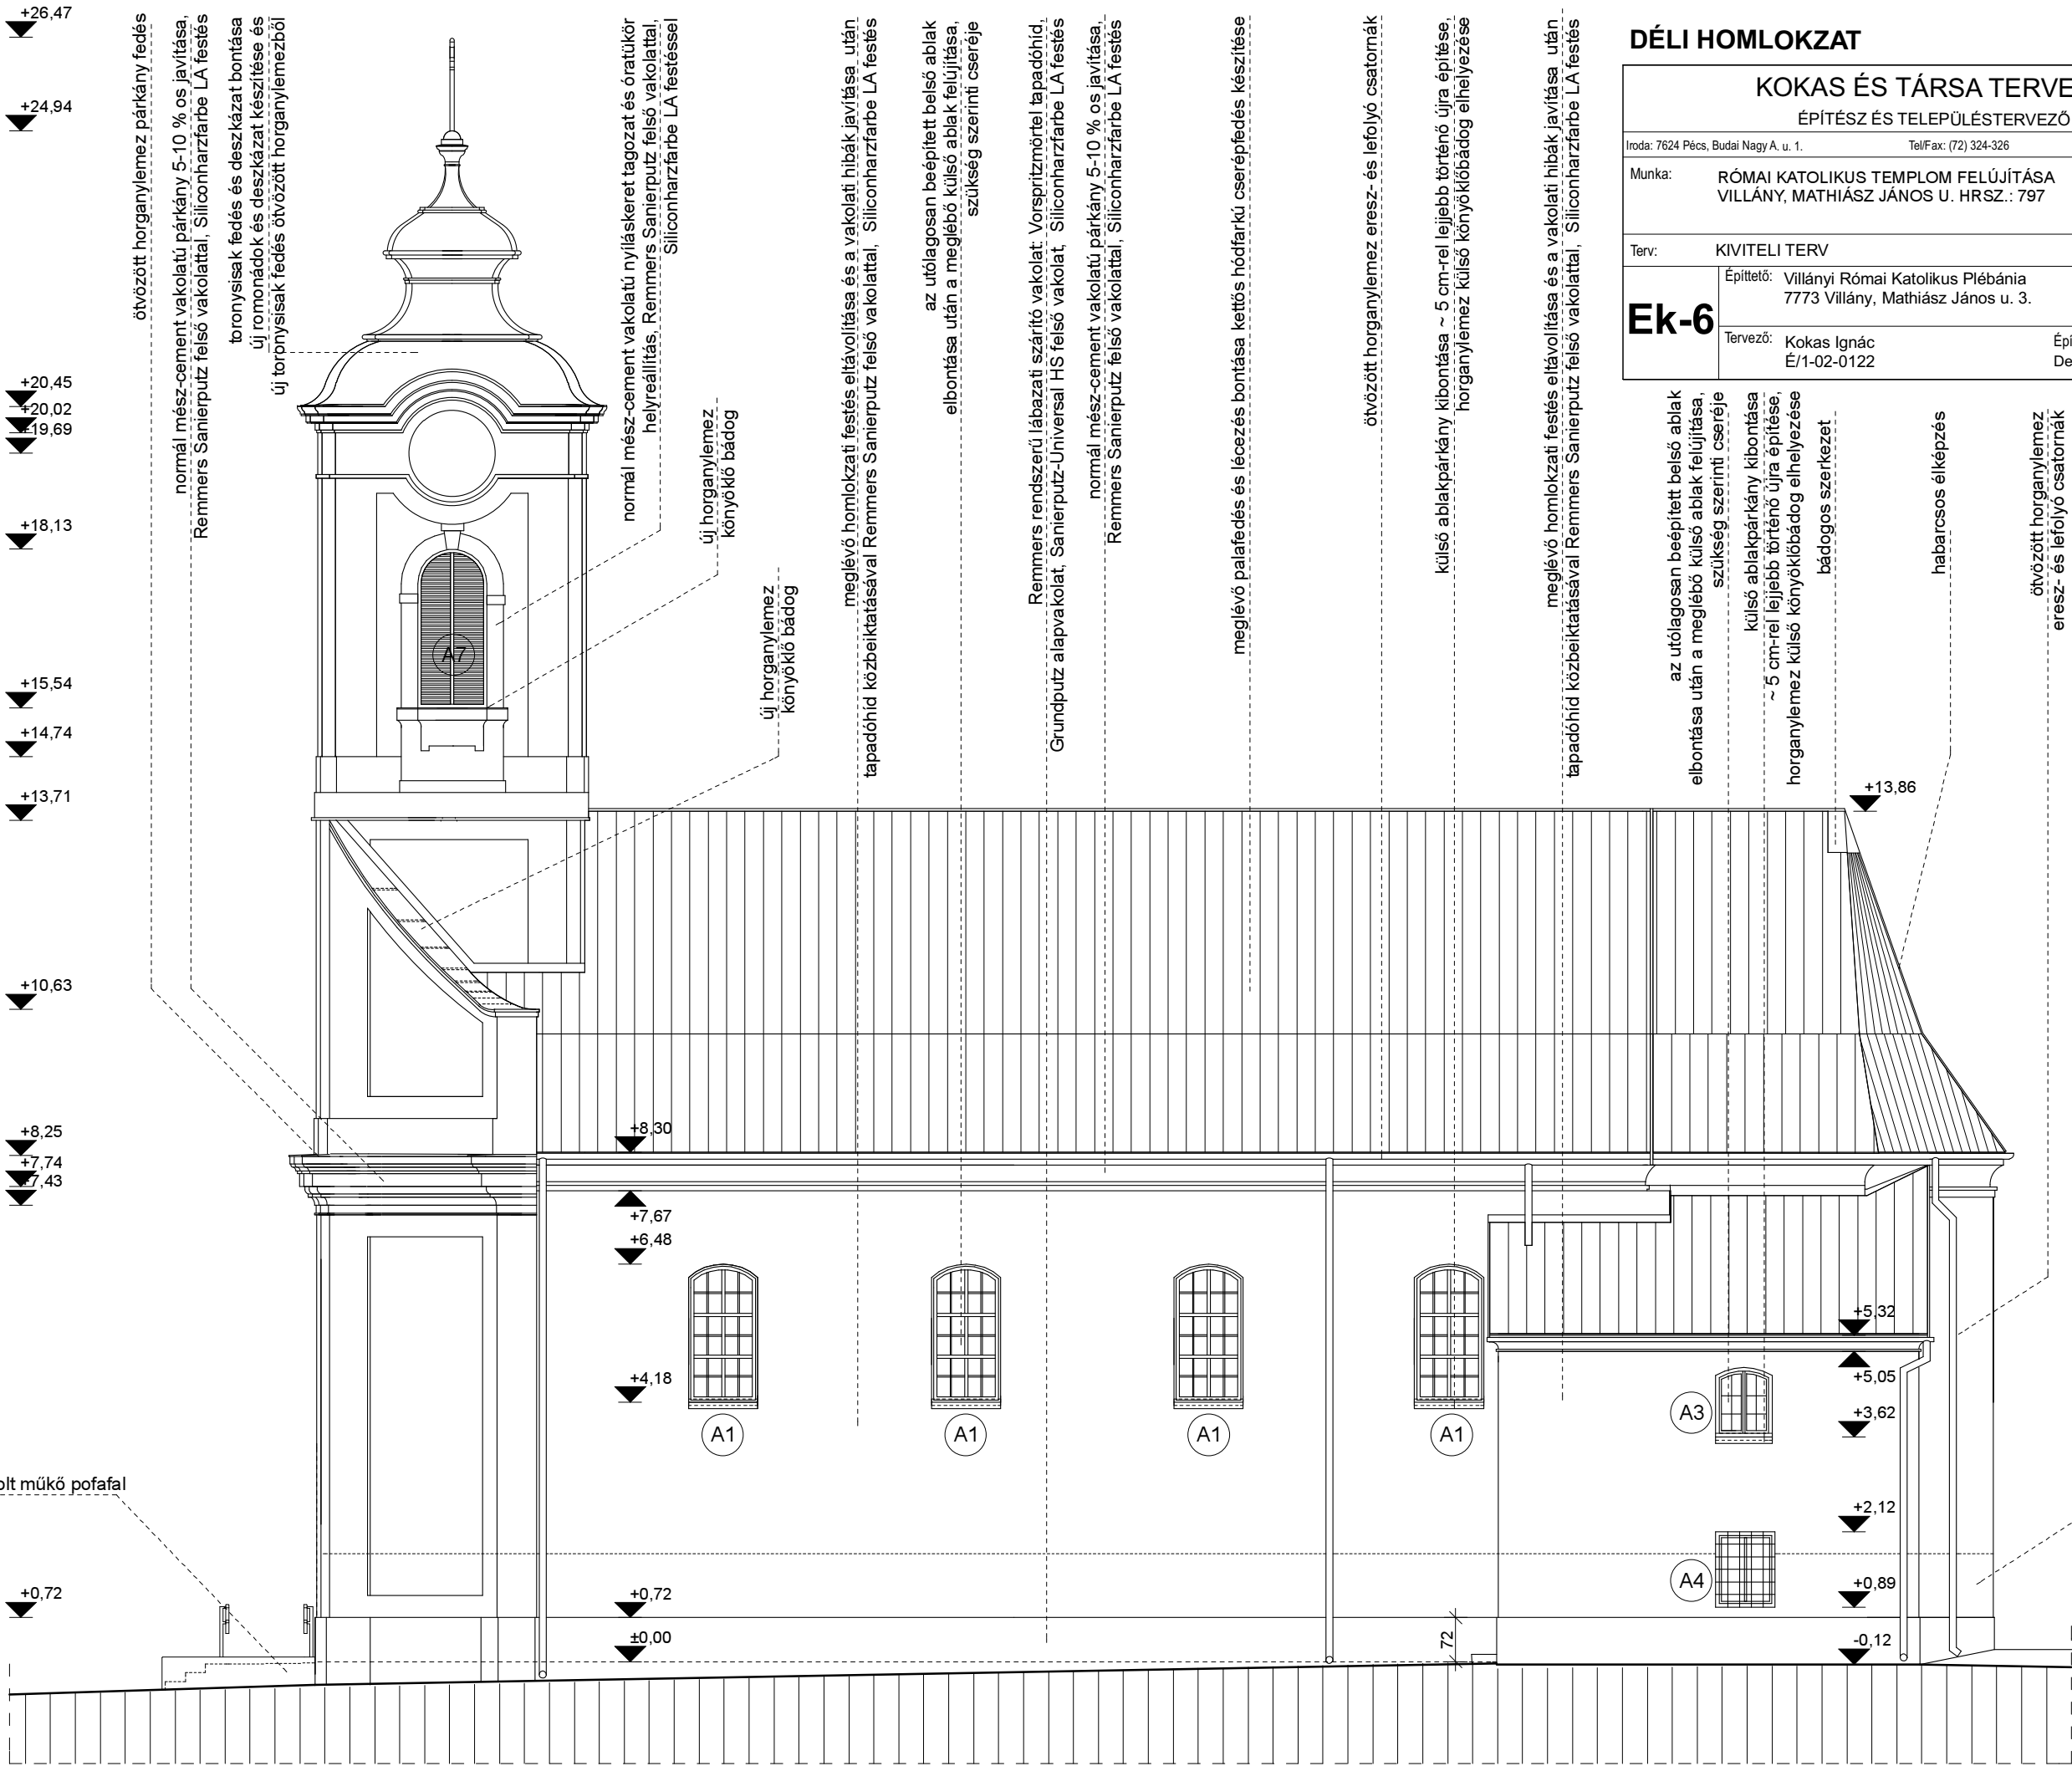 DÉLI HOMLOKZAT
KOKAS ÉS TÁRSA TERVE
ÉPÍTÉSZ ÉS TELEPÜLÉSTERVEZŐ
Iroda: 7624 Pécs, Budai Nagy A. u. 1.
Tel/Fax: (72) 324-326
Munka:
RÓMAI KATOLIKUS TEMPLOM FELÚJÍTÁSA
VILLÁNY, MATHIÁSZ JÁNOS U. HRSZ.: 797
Terv:
KIVITELI TERV
Ek-6
Építtető:
Villányi Római Katolikus Plébánia
7773 Villány, Mathiász János u. 3.
Tervező:
Kokas Ignác
É/1-02-0122
Épí
De
+26,47
+24,94
+20,45
+20,02
+19,69
+18,13
+15,54
+14,74
+13,71
+10,63
+8,25
+7,74
+7,43
+0,72
ötvözött horganylemez párkány fedés
normál mész-cement vakolatú párkány 5-10 % os javítása,
Remmers Sanierputz felső vakolattal, Siliconharzfarbe LA festés
toronysisak fedés és deszkázat bontása
új romonádok és deszkázat készítése és
új toronysisak fedés ötvözött horganylemezből
normál mész-cement vakolatú nyíláskeret tagozat és óratükör
helyreállítás, Remmers Sanierputz felső vakolattal,
Siliconharzfarbe LA festéssel
új horganylemez
könyöklő bádog
új horganylemez
könyöklő bádog
meglévő homlokzati festés eltávolítása és a vakolati hibák javítása után
tapadóhíd közbeiktatásával Remmers Sanierputz felső vakolattal, Siliconharzfarbe LA festés
az utólagosan beépített belső ablak
elbontása után a meglébő külső ablak felújítása,
szükség szerinti cseréje
Remmers rendszerű lábazati szárító vakolat: Vorspritzmörtel tapadóhíd,
Grundputz alapvakolat, Sanierputz-Universal HS felső vakolat, Siliconharzfarbe LA festés
normál mész-cement vakolatú párkány 5-10 % os javítása,
Remmers Sanierputz felső vakolattal, Siliconharzfarbe LA festés
meglévő palafedés és lécezés bontása kettős hódfarkú cserépfedés készítése
ötvözött horganylemez eresz- és lefolyó csatornák
külső ablakpárkány kibontása ~ 5 cm-rel lejjebb történő újra építése,
horganylemez külső könyöklőbádog elhelyezése
meglévő homlokzati festés eltávolítása és a vakolati hibák javítása után
tapadóhíd közbeiktatásával Remmers Sanierputz felső vakolattal, Siliconharzfarbe LA festés
az utólagosan beépített belső ablak
elbontása után a meglébő külső ablak felújítása,
szükség szerinti cseréje
külső ablakpárkány kibontása
~ 5 cm-rel lejjebb történő újra építése,
horganylemez külső könyöklőbádog elhelyezése
bádogos szerkezet
habarcsos élképzés
ötvözött horganylemez
eresz- és lefolyó csatornák
A7
+13,86
+8,30
+7,67
+6,48
+4,18
+5,32
+5,05
+3,62
+2,12
+0,89
-0,12
A1
A1
A1
A1
A3
A4
olt műkő pofafal
+0,72
±0,00
72